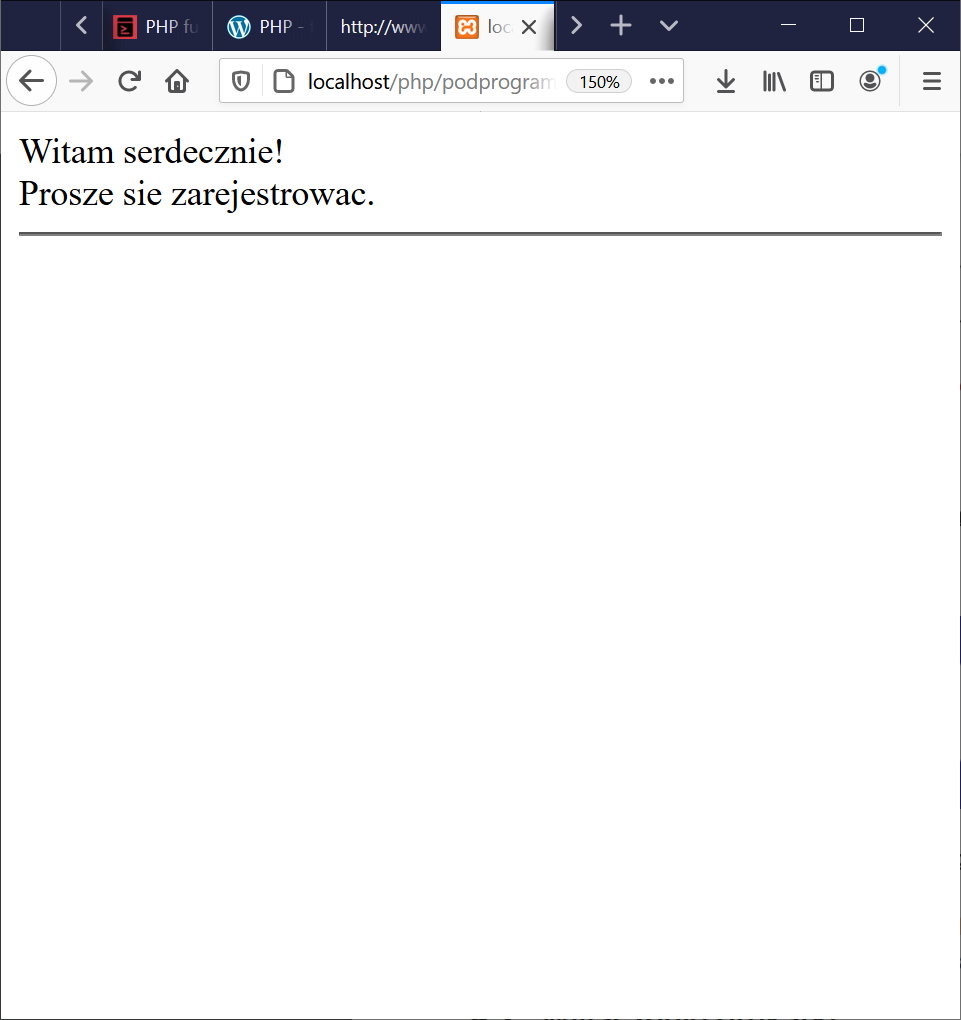 PHP fu
PHP -
http://www
loc
localhost/php/podprogram
150%
Witam serdecznie!
Prosze sie zarejestrowac.